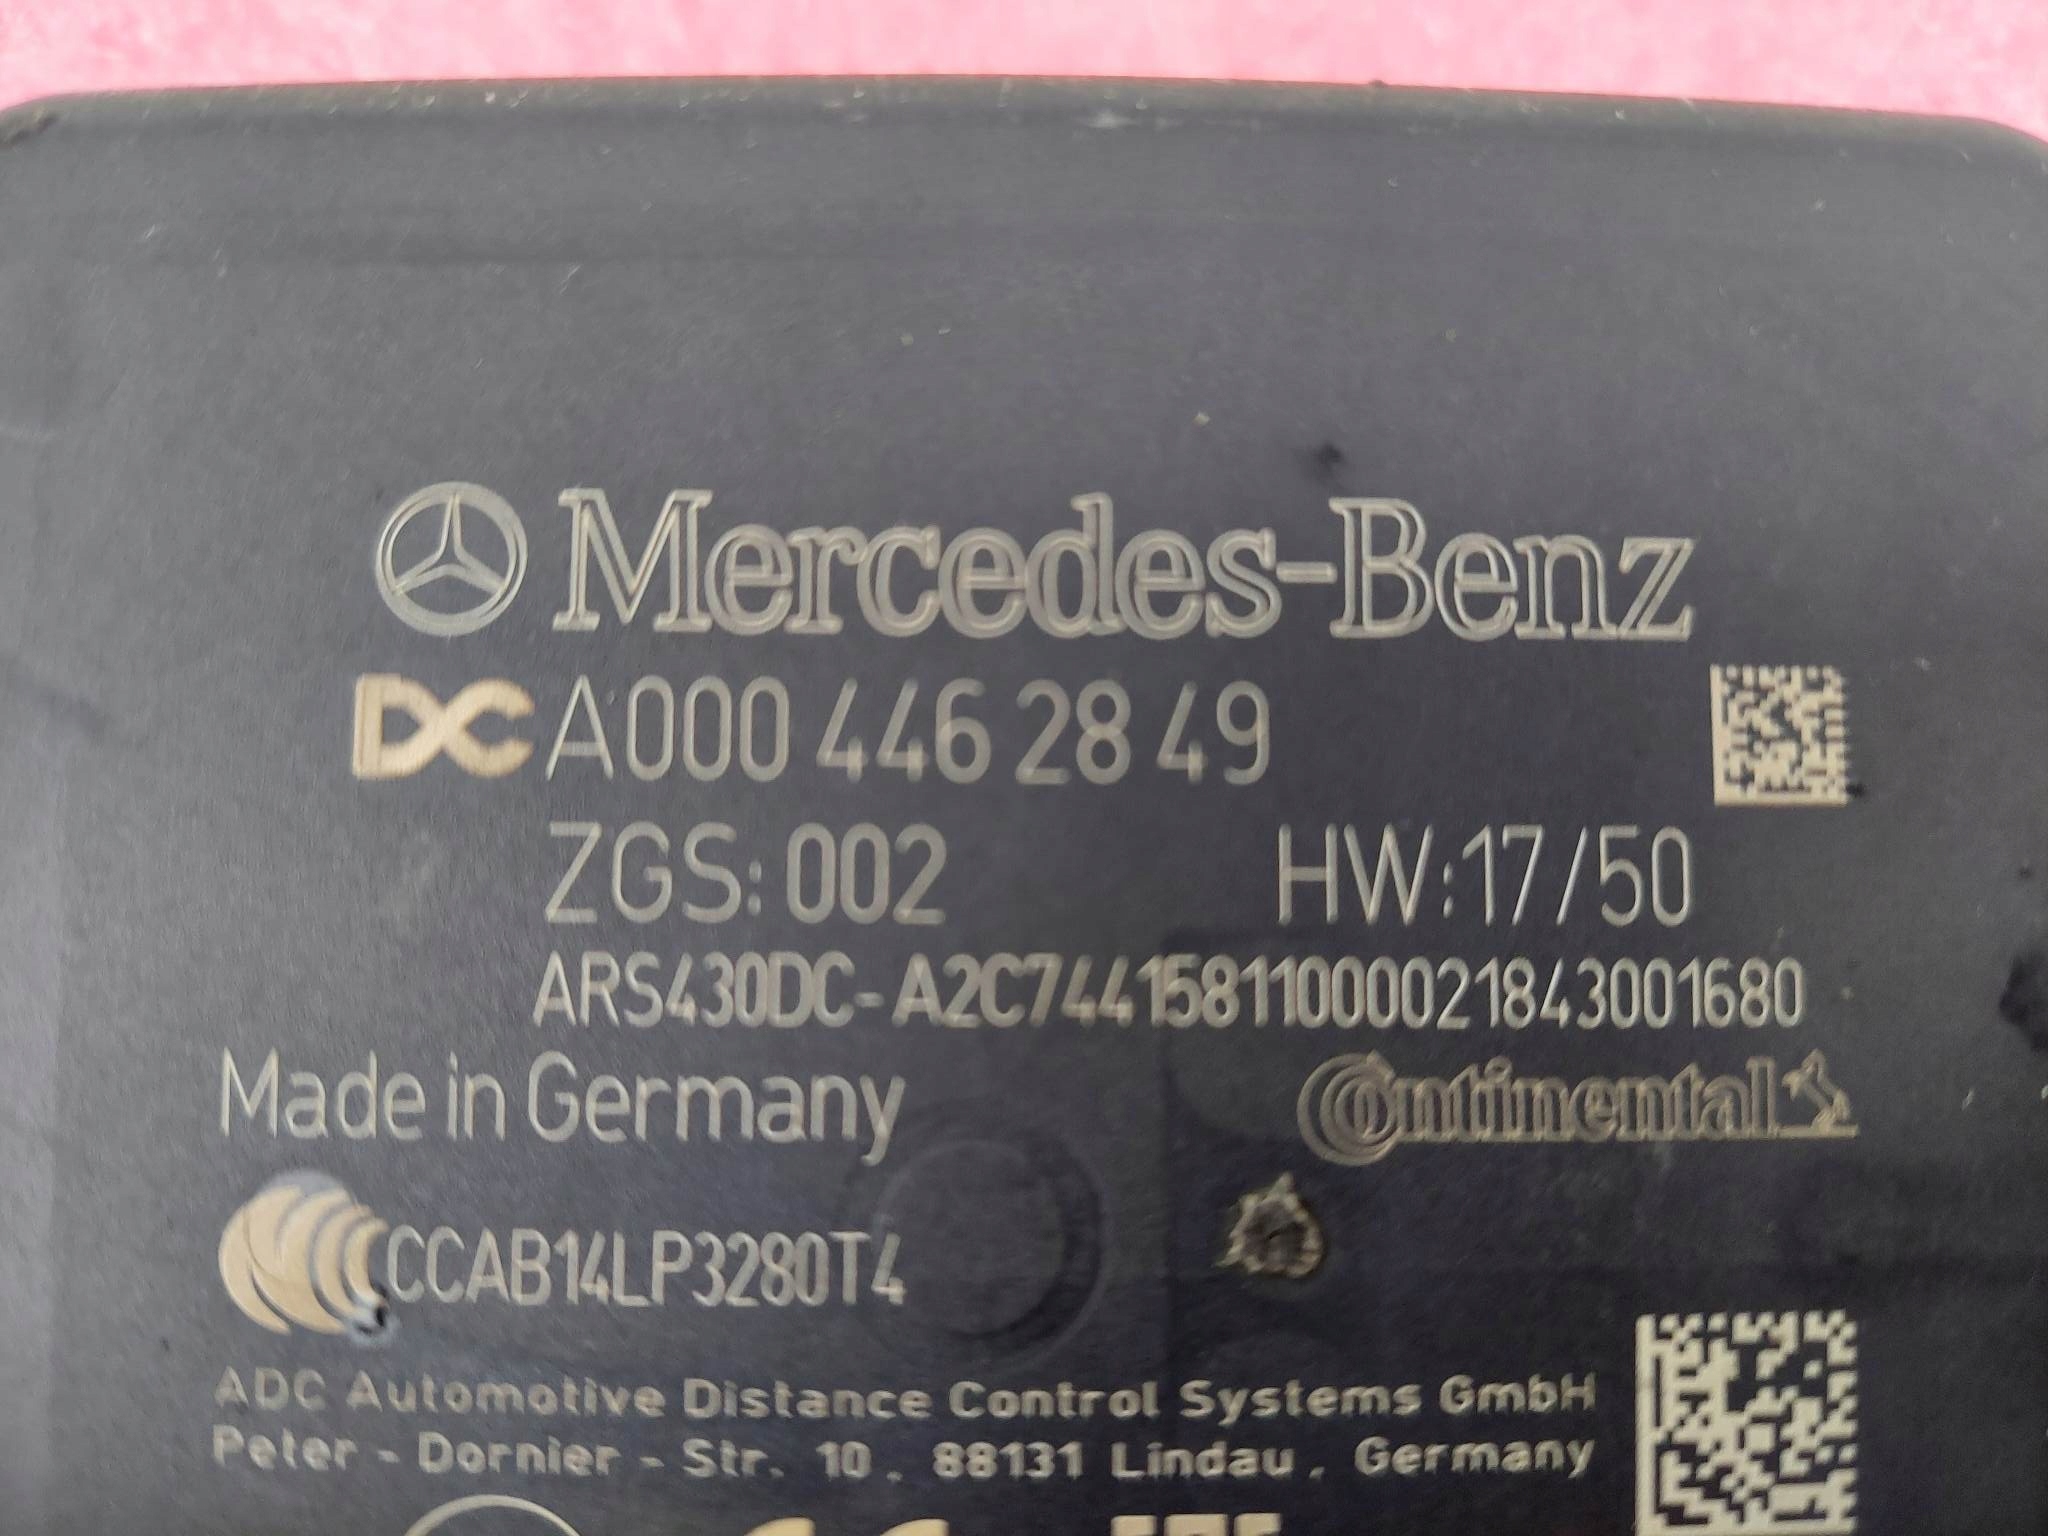 Mercedes-Benz
DC A000 446 28 49
ZGS: 002 HW:17/50
ARS430DC-A2C74415811000021843001680
Made in Germany
Continental
CCAB14LP3280T4
ADC Automotive Distance Control Systems GmbH
Peter - Dornier - Str. 10 , 88131 Lindau , Germany